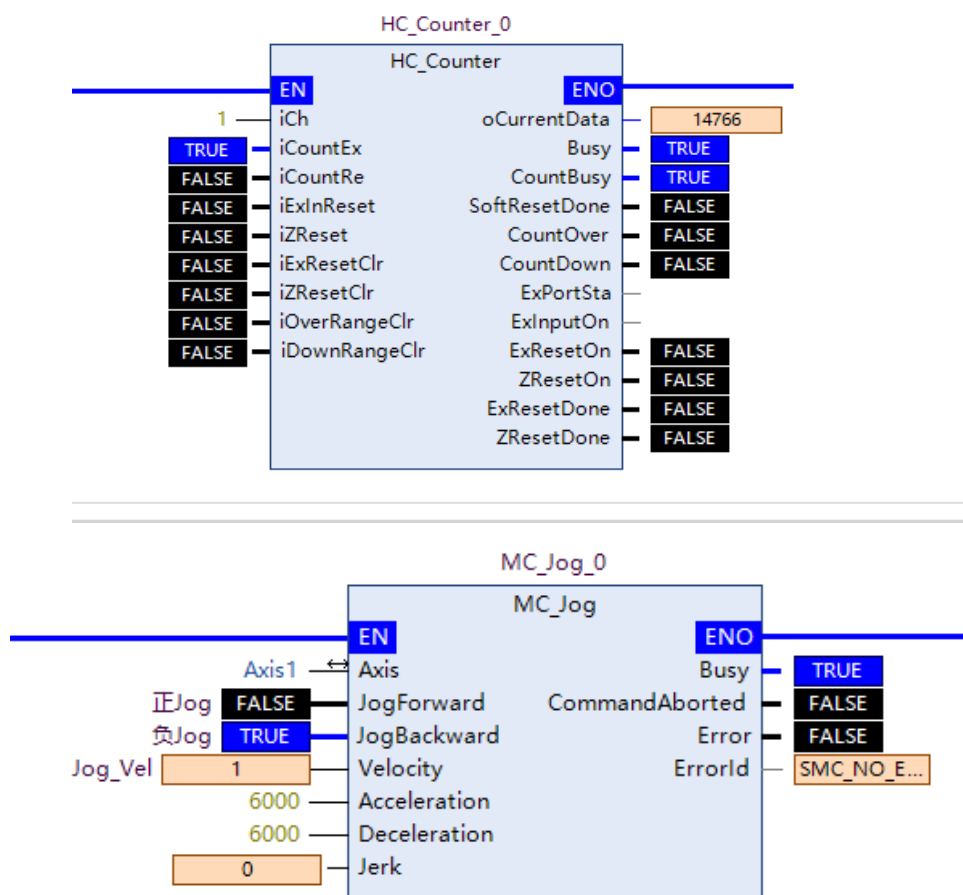 HC_Counter_0
HC_Counter
EN ENO
1 iCh oCurrentData 14766
TRUE iCountEx Busy TRUE
FALSE iCountRe CountBusy TRUE
FALSE iExInReset SoftResetDone FALSE
FALSE iZReset CountOver FALSE
FALSE iExResetClr CountDown FALSE
FALSE iZResetClr ExPortSta
FALSE iOverRangeClr ExInputOn
FALSE iDownRangeClr ExResetOn FALSE
ZResetOn FALSE
ExResetDone FALSE
ZResetDone FALSE
MC_Jog_0
MC_Jog
EN ENO
Axis1 Axis Busy TRUE
正Jog FALSE JogForward CommandAborted FALSE
负Jog TRUE JogBackward Error FALSE
Jog_Vel 1 Velocity ErrorId SMC_NO_E...
6000 Acceleration
6000 Deceleration
0 Jerk